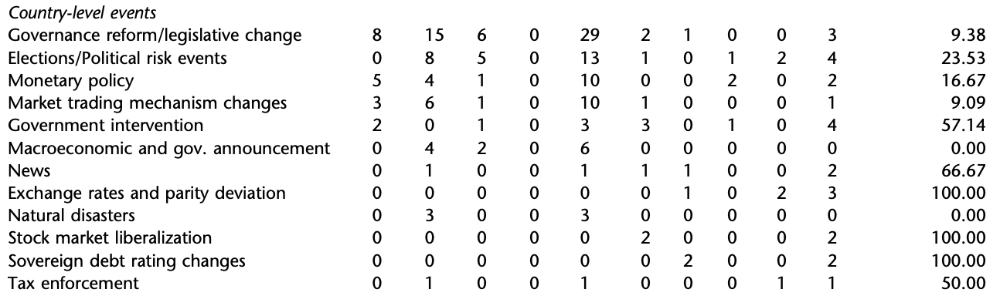 Country-level events
Governance reform/legislative change 8 15 6 0 29 2 1 0 0 3 9.38
Elections/Political risk events 0 8 5 0 13 1 0 1 2 4 23.53
Monetary policy 5 4 1 0 10 0 0 2 0 2 16.67
Market trading mechanism changes 3 6 1 0 10 1 0 0 0 1 9.09
Government intervention 2 0 1 0 3 3 0 1 0 4 57.14
Macroeconomic and gov. announcement 0 4 2 0 6 0 0 0 0 0 0.00
News 0 1 0 0 1 1 1 0 0 2 66.67
Exchange rates and parity deviation 0 0 0 0 0 0 1 0 2 3 100.00
Natural disasters 0 3 0 0 3 0 0 0 0 0 0.00
Stock market liberalization 0 0 0 0 0 2 0 0 0 2 100.00
Sovereign debt rating changes 0 0 0 0 0 0 2 0 0 2 100.00
Tax enforcement 0 1 0 0 1 0 0 0 1 1 50.00